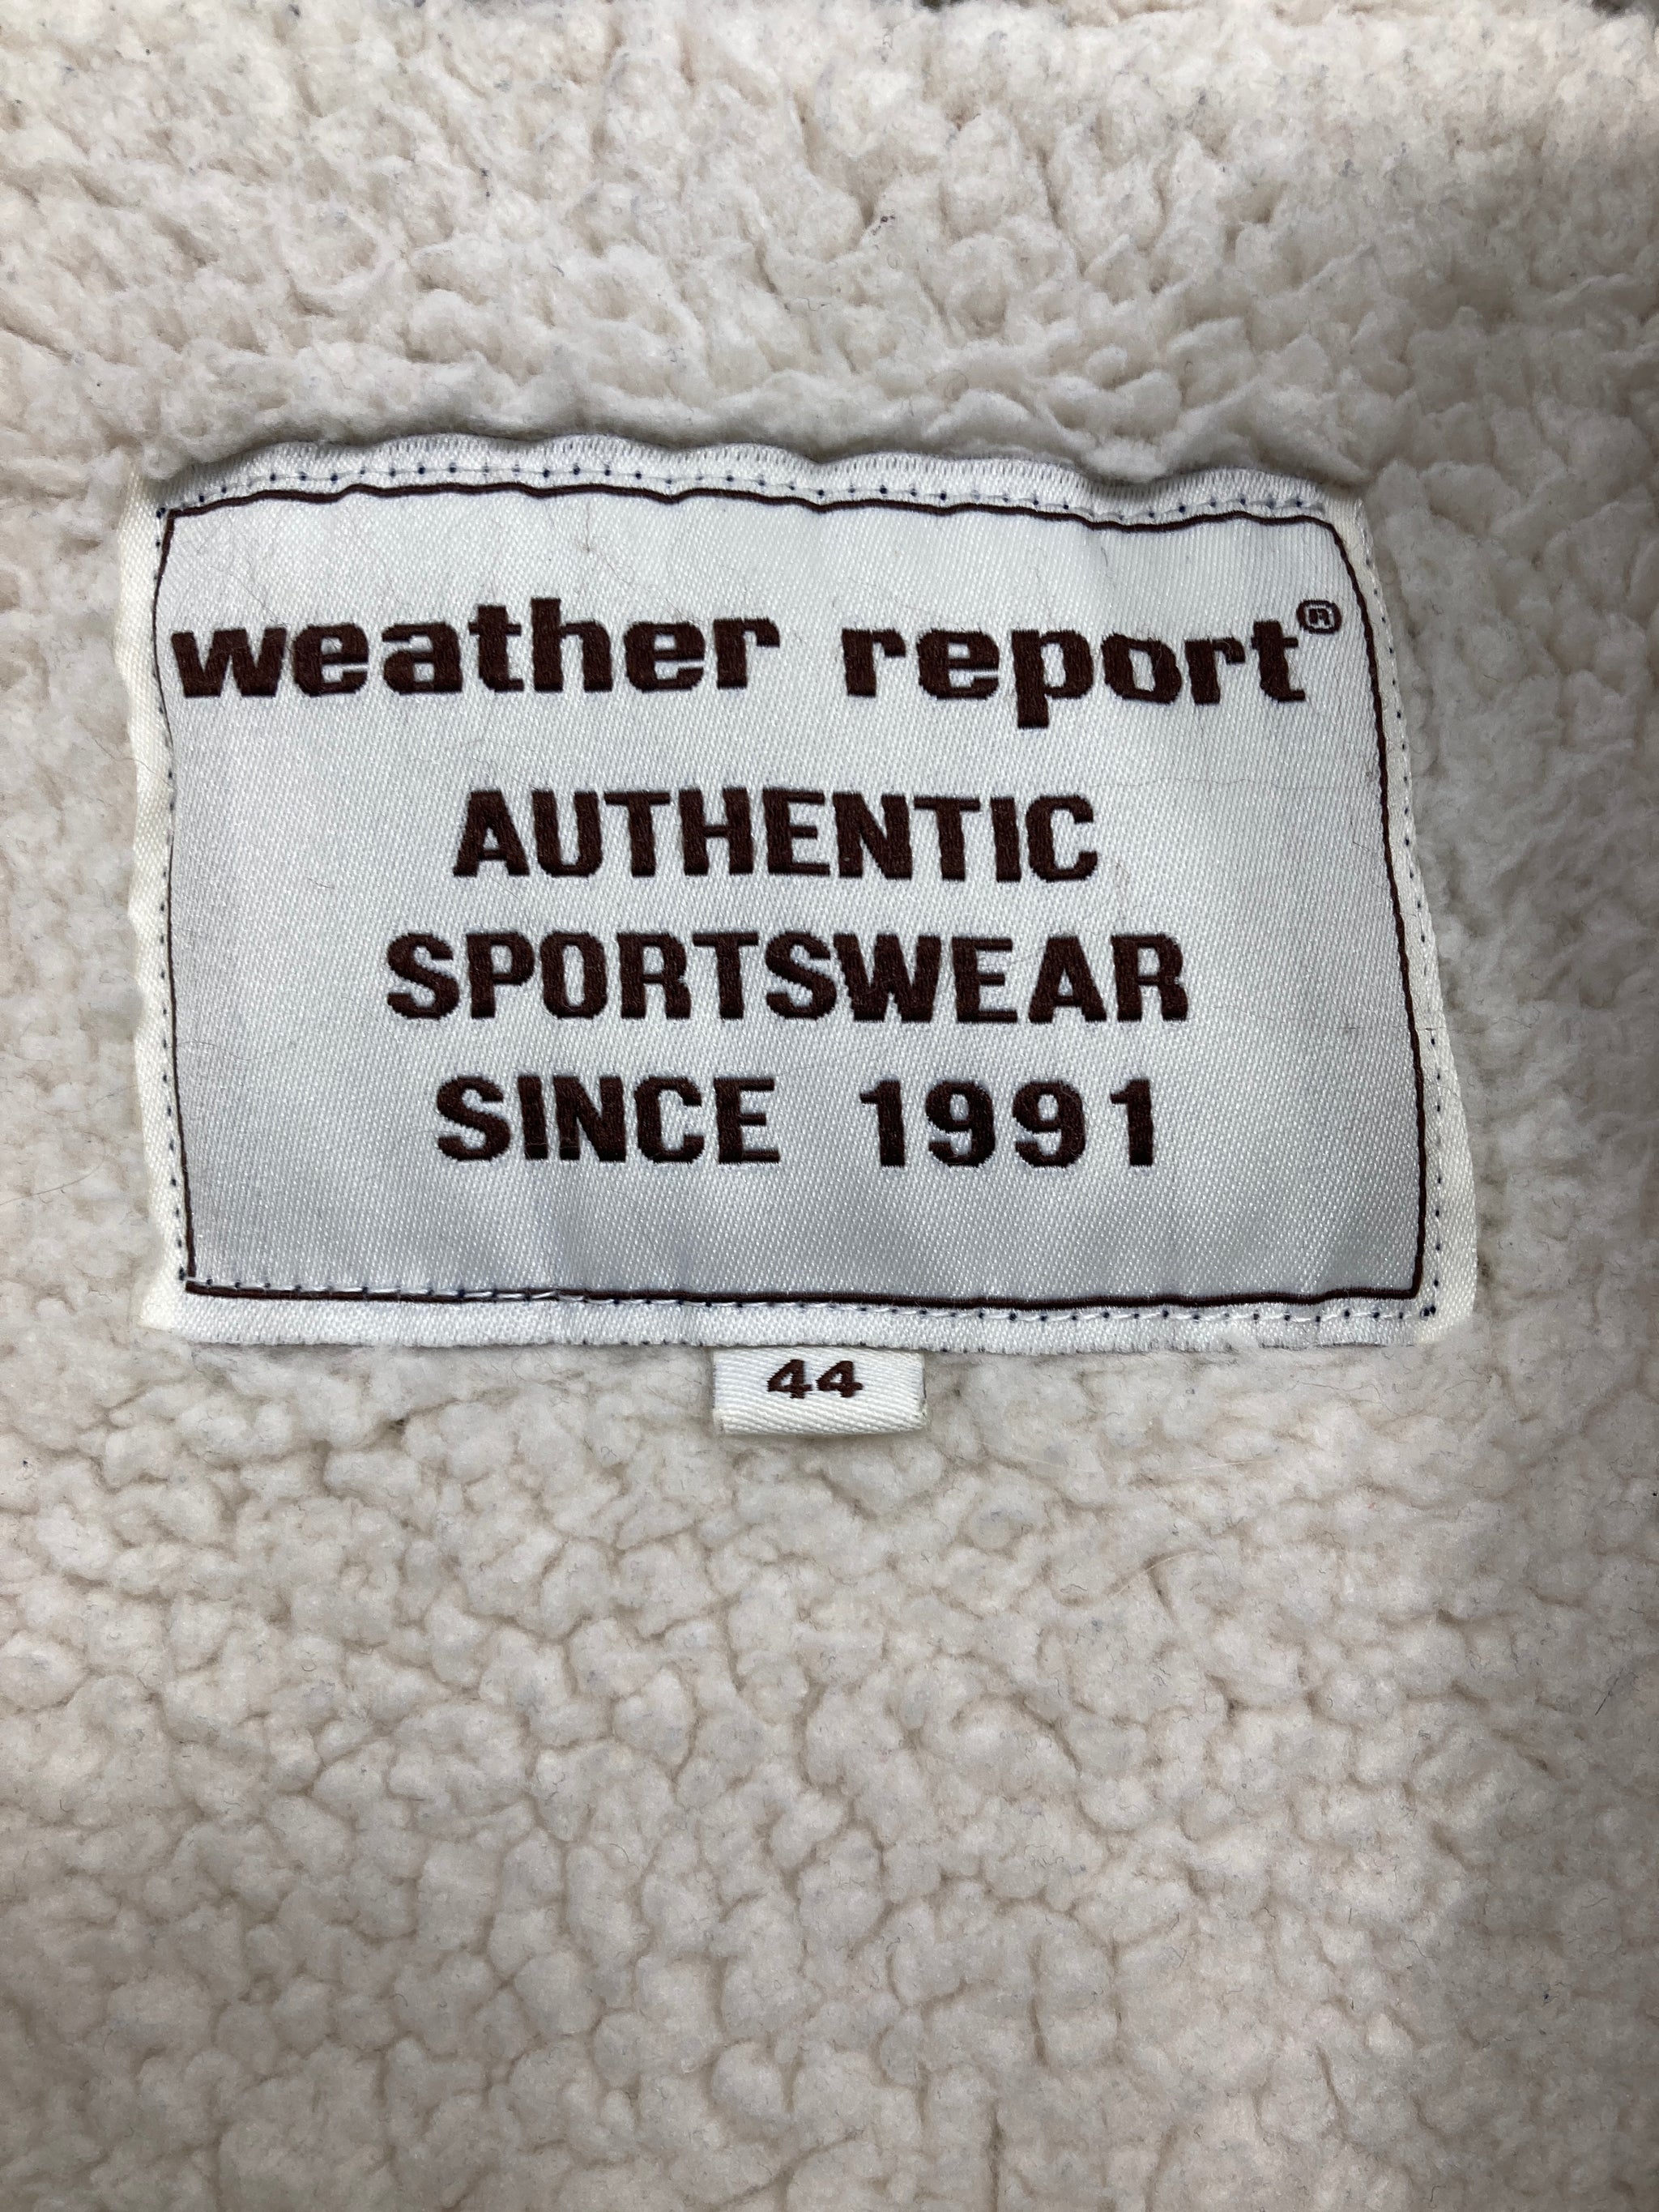 weather report®
AUTHENTIC
SPORTSWEAR
SINCE 1991
44